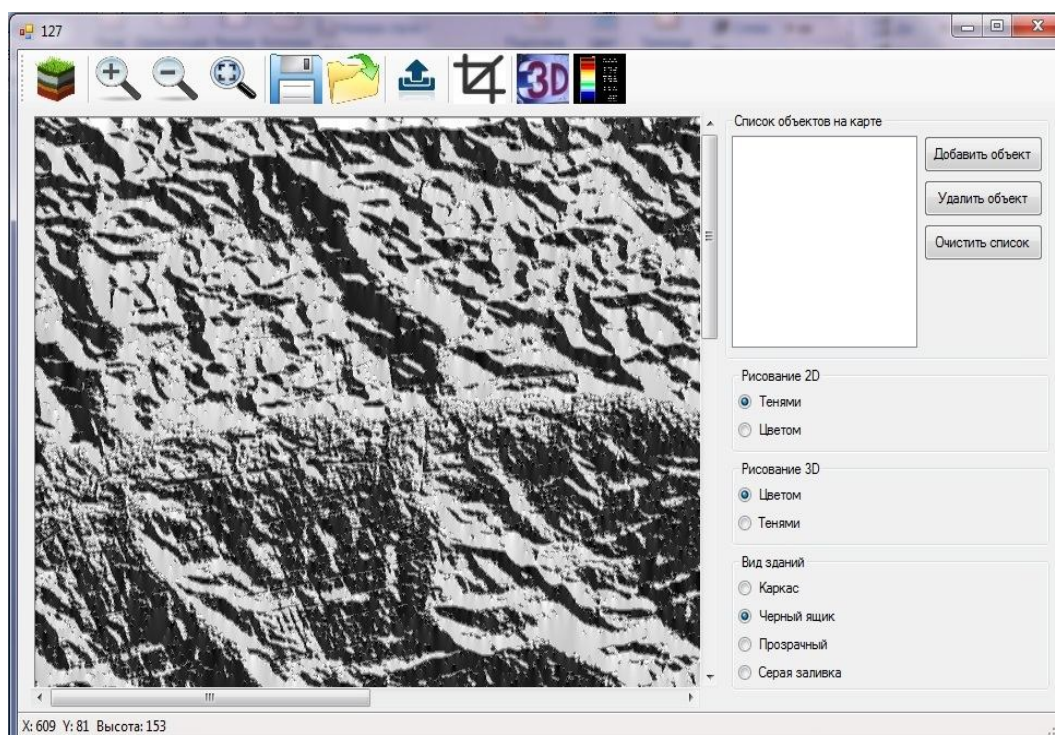 127
3D
Список объектов на карте
Добавить объект
Удалить объект
Очистить список
Рисование 2D
Тенями
Цветом
Рисование 3D
Цветом
Тенями
Вид зданий
Каркас
Черный ящик
Прозрачный
Серая заливка
X: 609 Y: 81 Высота: 153